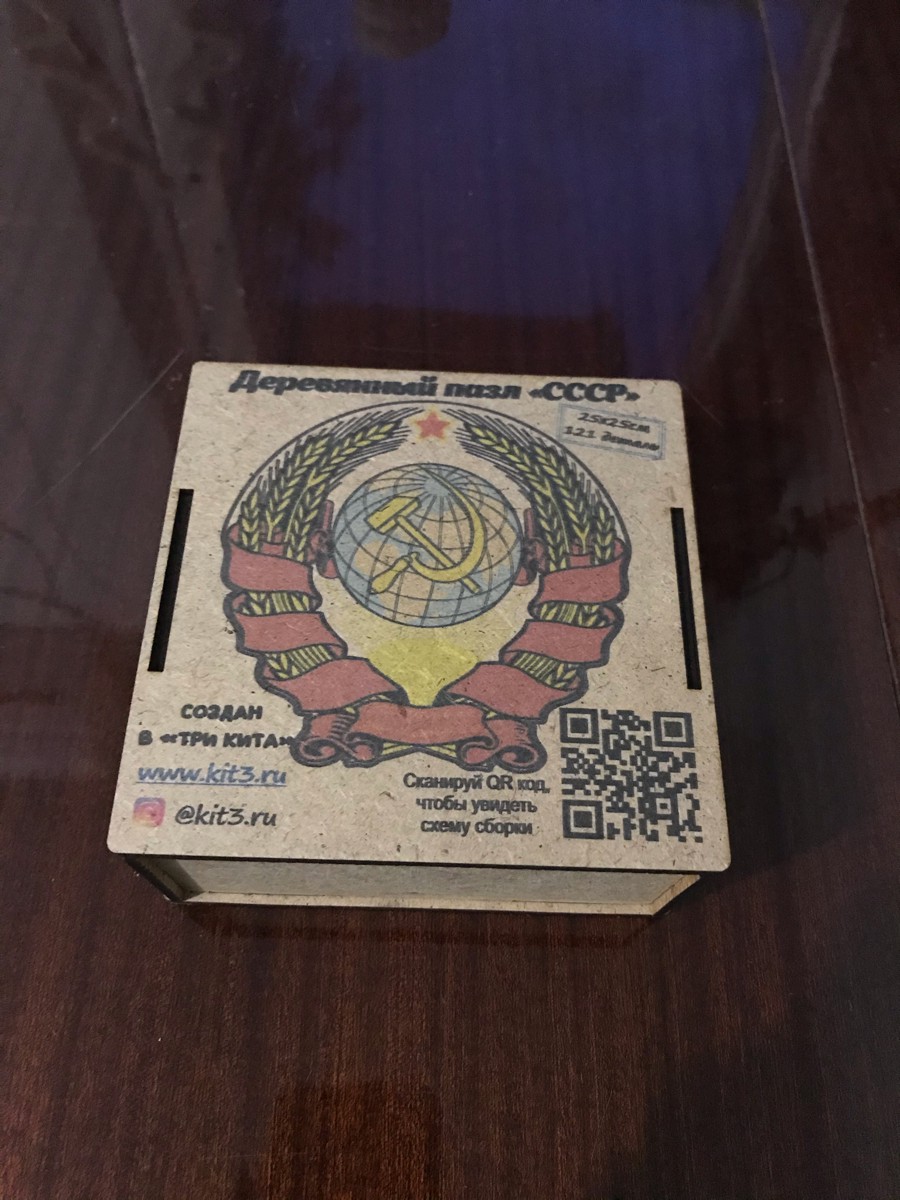 Деревянный пазл «СССР»
25x25см
121 деталь
СОЗДАН
В «ТРИ КИТА»
www.kit3.ru
@kit3.ru
Сканируй QR код,
чтобы увидеть
схему сборки